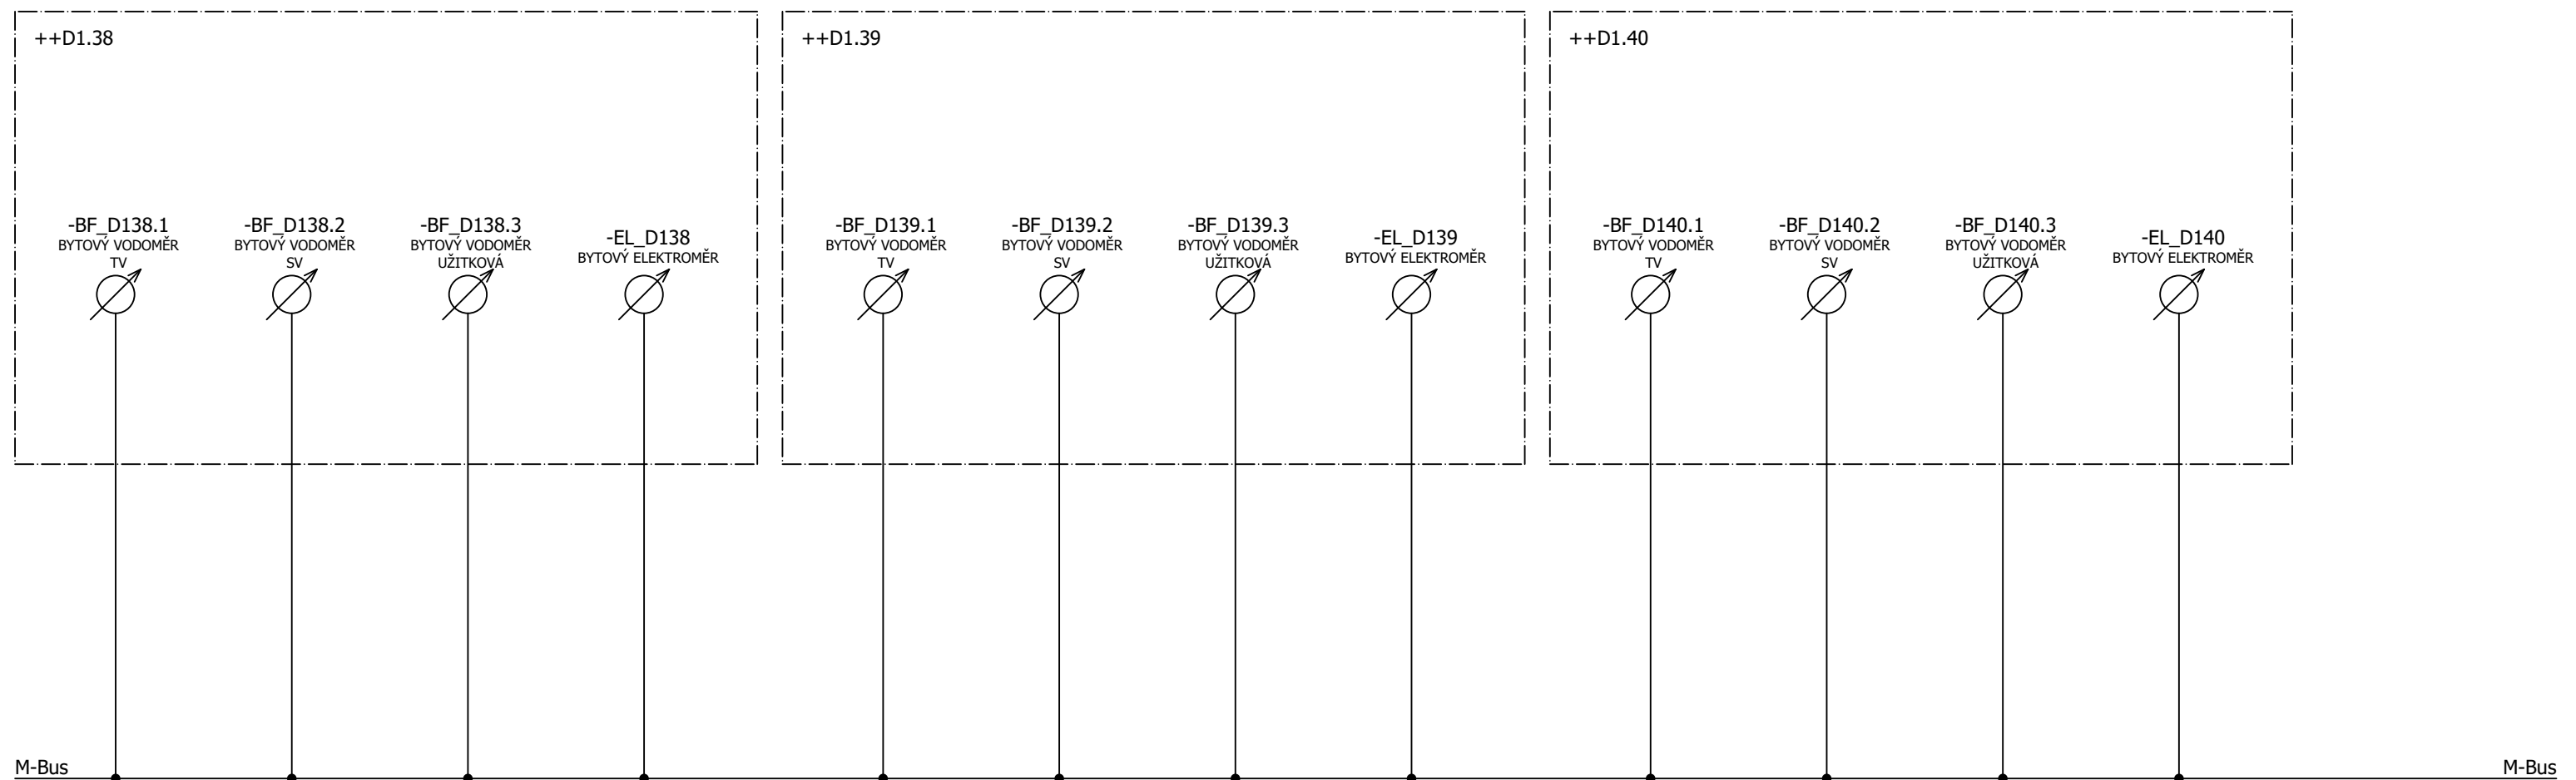 ++D1.38
++D1.39
++D1.40
-BF_D138.1
BYTOVÝ VODOMĚR
TV
-BF_D138.2
BYTOVÝ VODOMĚR
SV
-BF_D138.3
BYTOVÝ VODOMĚR
UŽITKOVÁ
-EL_D138
BYTOVÝ ELEKTROMĚR
-BF_D139.1
BYTOVÝ VODOMĚR
TV
-BF_D139.2
BYTOVÝ VODOMĚR
SV
-BF_D139.3
BYTOVÝ VODOMĚR
UŽITKOVÁ
-EL_D139
BYTOVÝ ELEKTROMĚR
-BF_D140.1
BYTOVÝ VODOMĚR
TV
-BF_D140.2
BYTOVÝ VODOMĚR
SV
-BF_D140.3
BYTOVÝ VODOMĚR
UŽITKOVÁ
-EL_D140
BYTOVÝ ELEKTROMĚR
M-Bus
M-Bus